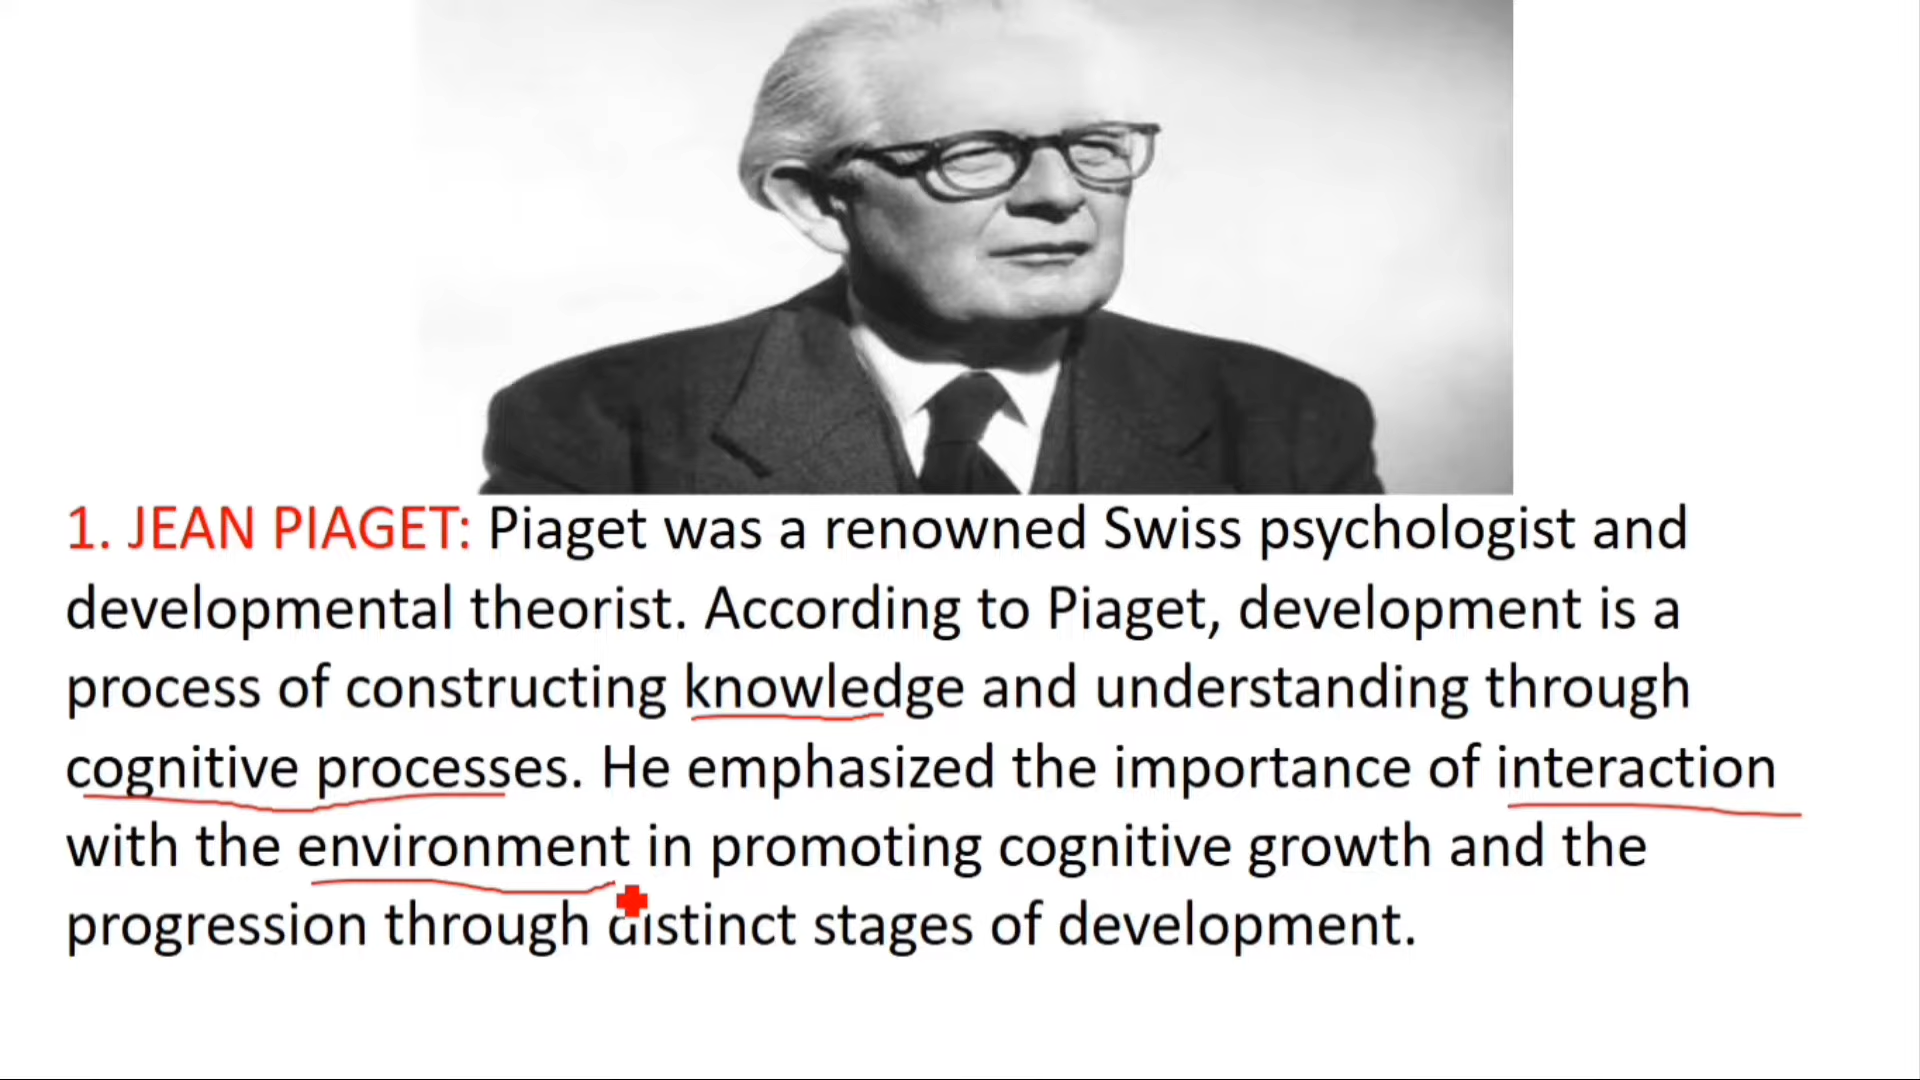 1. JEAN PIAGET: Piaget was a renowned Swiss psychologist and
developmental theorist. According to Piaget, development is a
process of constructing knowledge and understanding through
cognitive processes. He emphasized the importance of interaction
with the environment in promoting cognitive growth and the
progression through distinct stages of development.